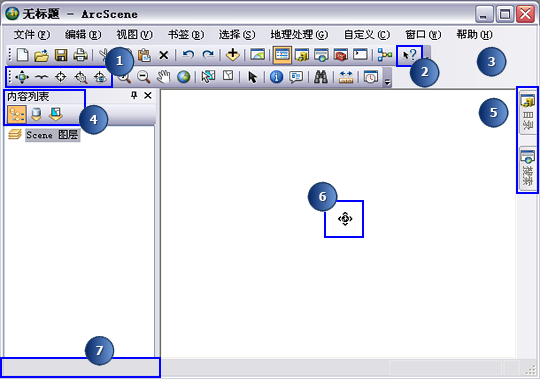 无标题 - ArcScene
文件(F) 编辑(E) 视图(V) 书签(B) 选择(S) 地理处理(G) 自定义(C) 窗口(W) 帮助(H)
1
2
3
内容列表
4
Scene 图层
5
目录
搜索
6
7